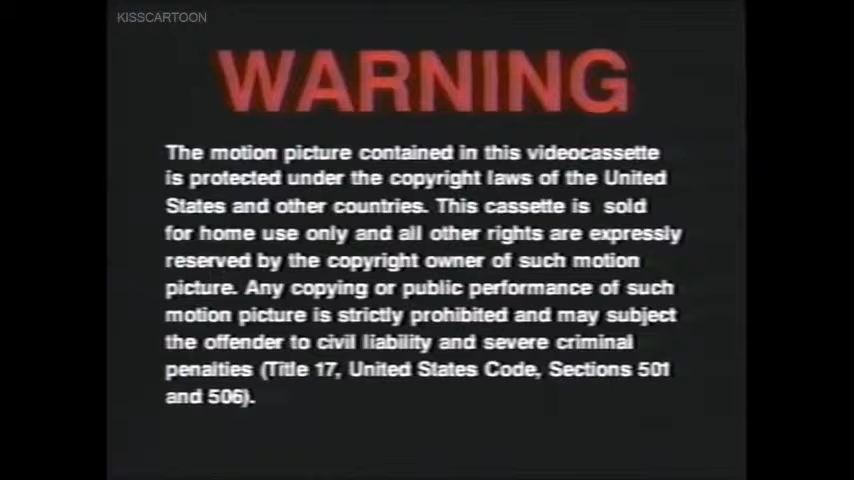 KISSCARTOON
WARNING
The motion picture contained in this videocassette
is protected under the copyright laws of the United
States and other countries. This cassette is sold
for home use only and all other rights are expressly
reserved by the copyright owner of such motion
picture. Any copying or public performance of such
motion picture is strictly prohibited and may subject
the offender to civil liability and severe criminal
penalties (Title 17, United States Code, Sections 501
and 506).